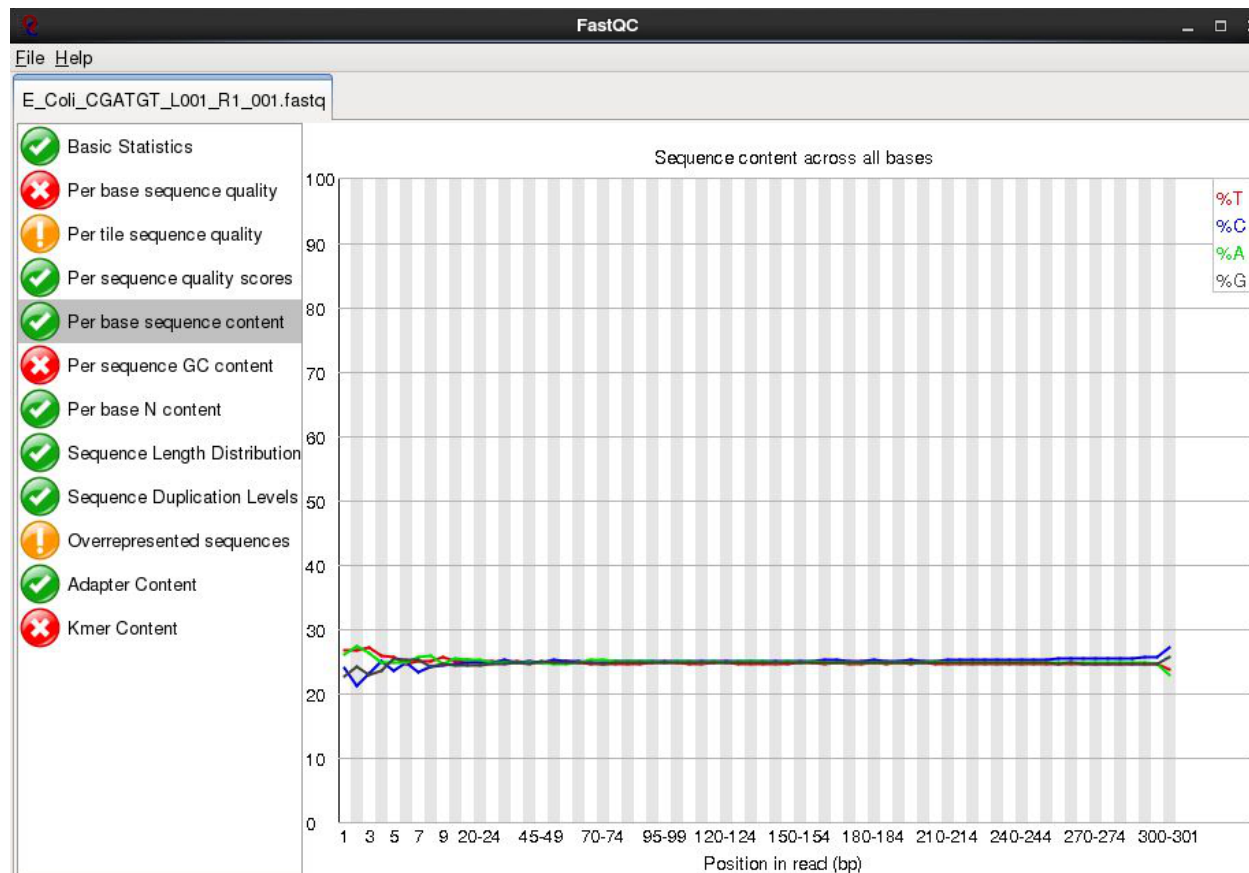 FastQC
File Help
E_Coli_CGATGT_L001_R1_001.fastq
Basic Statistics
Per base sequence quality
Per tile sequence quality
Per sequence quality scores
Per base sequence content
Per sequence GC content
Per base N content
Sequence Length Distribution
Sequence Duplication Levels
Overrepresented sequences
Adapter Content
Kmer Content
Sequence content across all bases
100
90
80
70
60
50
40
30
20
10
0
%T
%C
%A
%G
1 3 5 7 9 20-24 45-49 70-74 95-99 120-124 150-154 180-184 210-214 240-244 270-274 300-301
Position in read (bp)